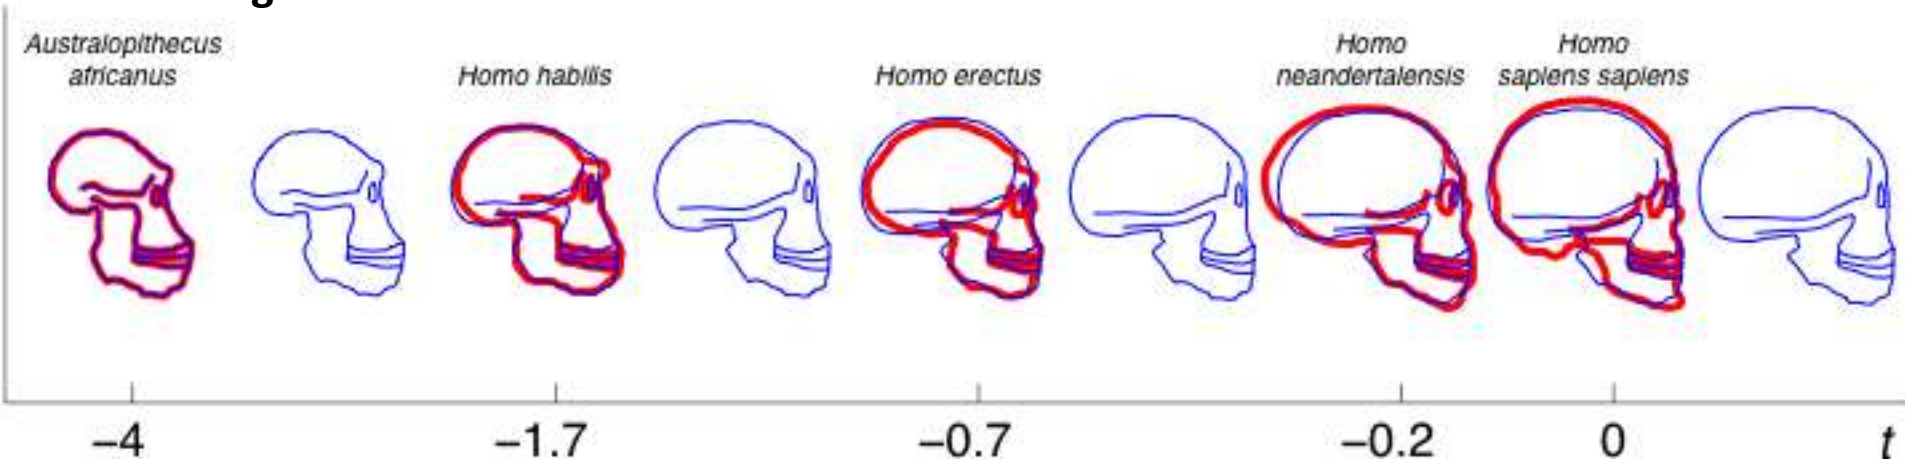 Australopithecus
africanus
Homo habilis
Homo erectus
Homo
neandertalensis
Homo
sapiens sapiens
−4
−1.7
−0.7
−0.2
0
t